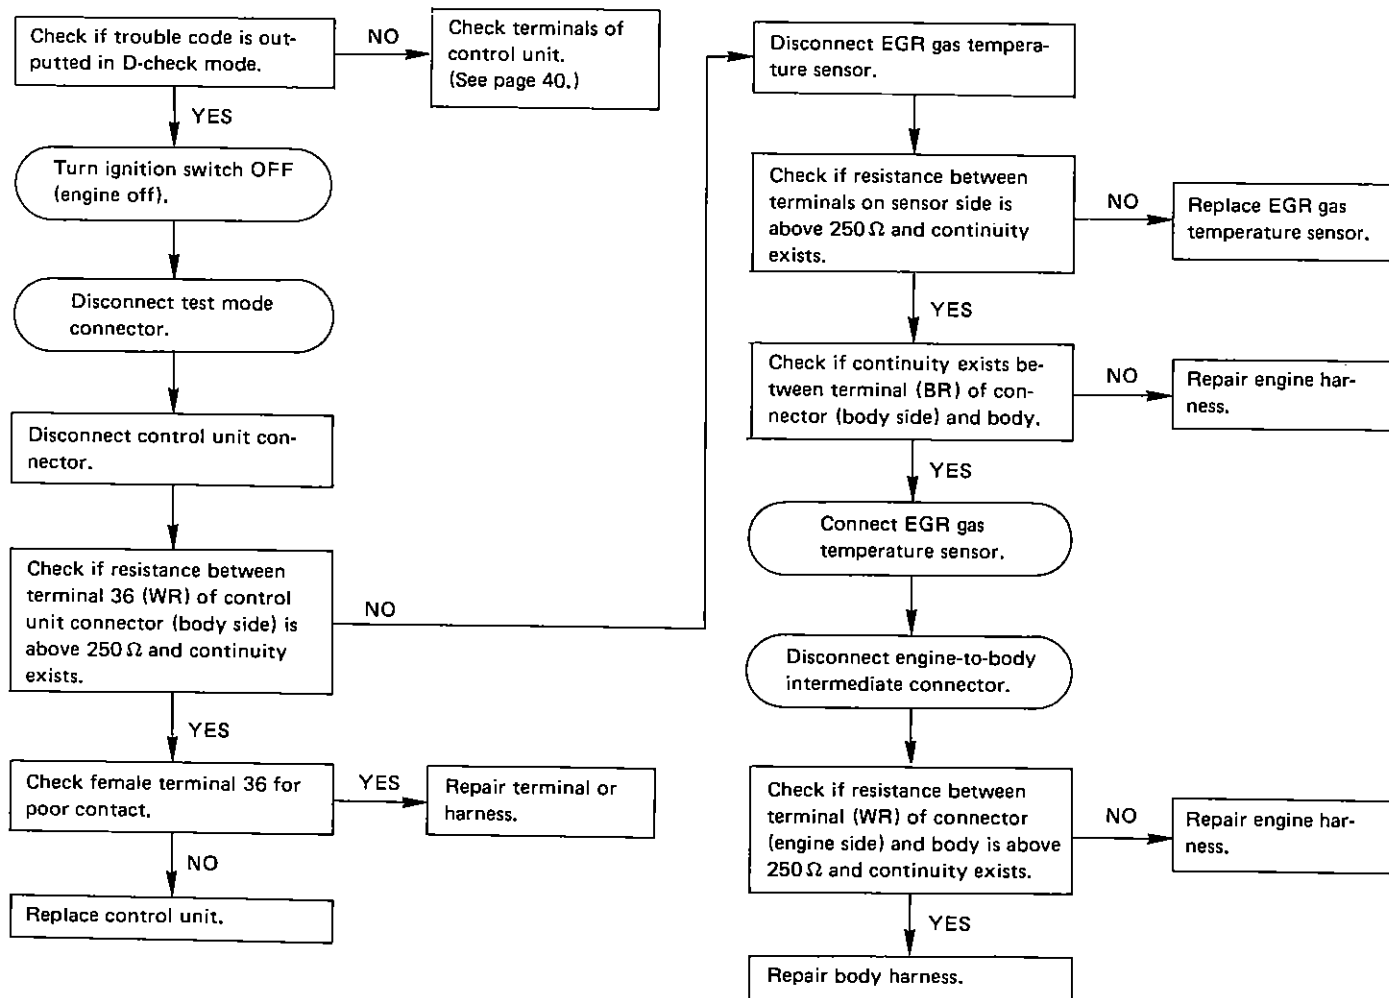 Check if trouble code is out-
putted in D-check mode.
NO
Check terminals of
control unit.
(See page 40.)
YES
Turn ignition switch OFF
(engine off).
Disconnect test mode
connector.
Disconnect control unit con-
nector.
Check if resistance between
terminal 36 (WR) of control
unit connector (body side) is
above 250 Ω and continuity
exists.
NO
YES
Check female terminal 36 for
poor contact.
YES
Repair terminal or
harness.
NO
Replace control unit.
Disconnect EGR gas tempera-
ture sensor.
Check if resistance between
terminals on sensor side is
above 250 Ω and continuity
exists.
NO
Replace EGR gas
temperature sensor.
YES
Check if continuity exists be-
tween terminal (BR) of con-
nector (body side) and body.
NO
Repair engine har-
ness.
YES
Connect EGR gas
temperature sensor.
Disconnect engine-to-body
intermediate connector.
Check if resistance between
terminal (WR) of connector
(engine side) and body is above
250 Ω and continuity exists.
NO
Repair engine har-
ness.
YES
Repair body harness.